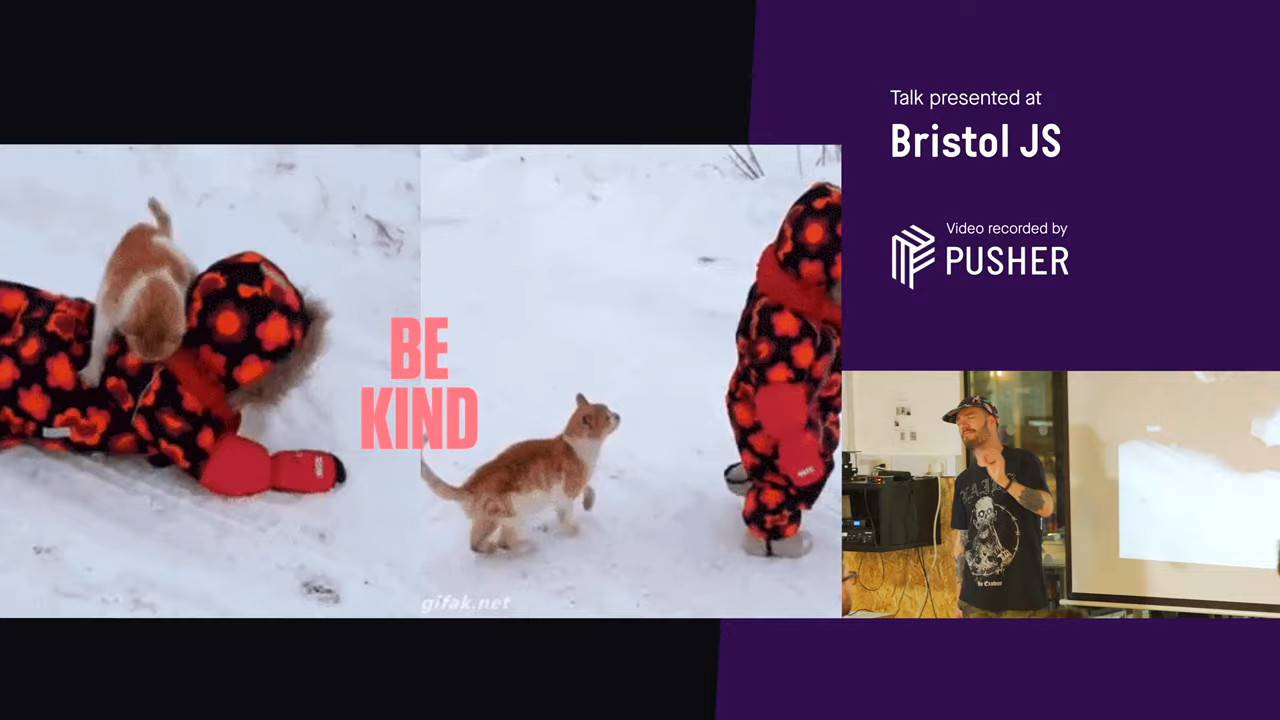 Talk presented at
Bristol JS
Video recorded by
PUSHER
BE
KIND
gifak.net